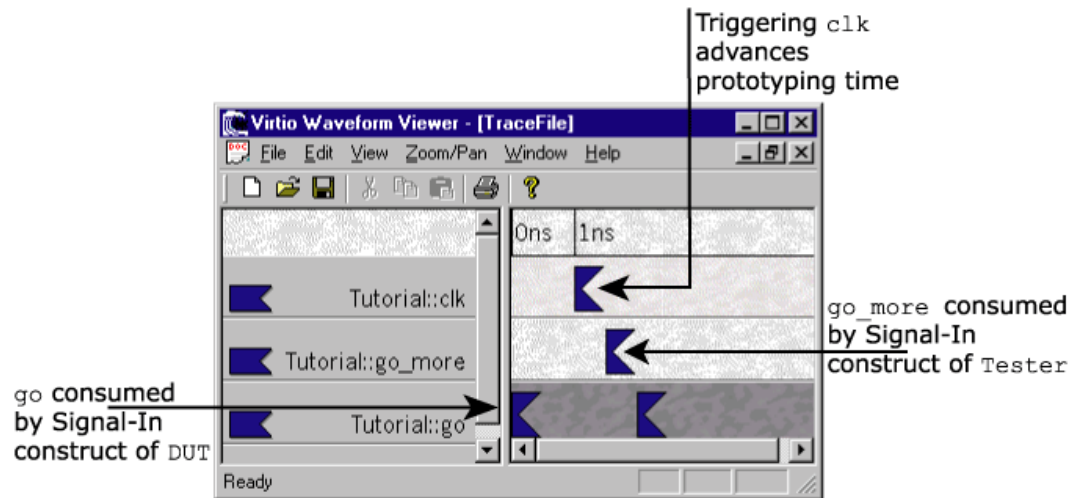 Triggering clk
advances
prototyping time
Virtio Waveform Viewer - [TraceFile]
File Edit View Zoom/Pan Window Help
0ns 1ns
Tutorial::clk
go_more consumed
by Signal-In
construct of Tester
Tutorial::go_more
go consumed
by Signal-In
construct of DUT
Tutorial::go
Ready